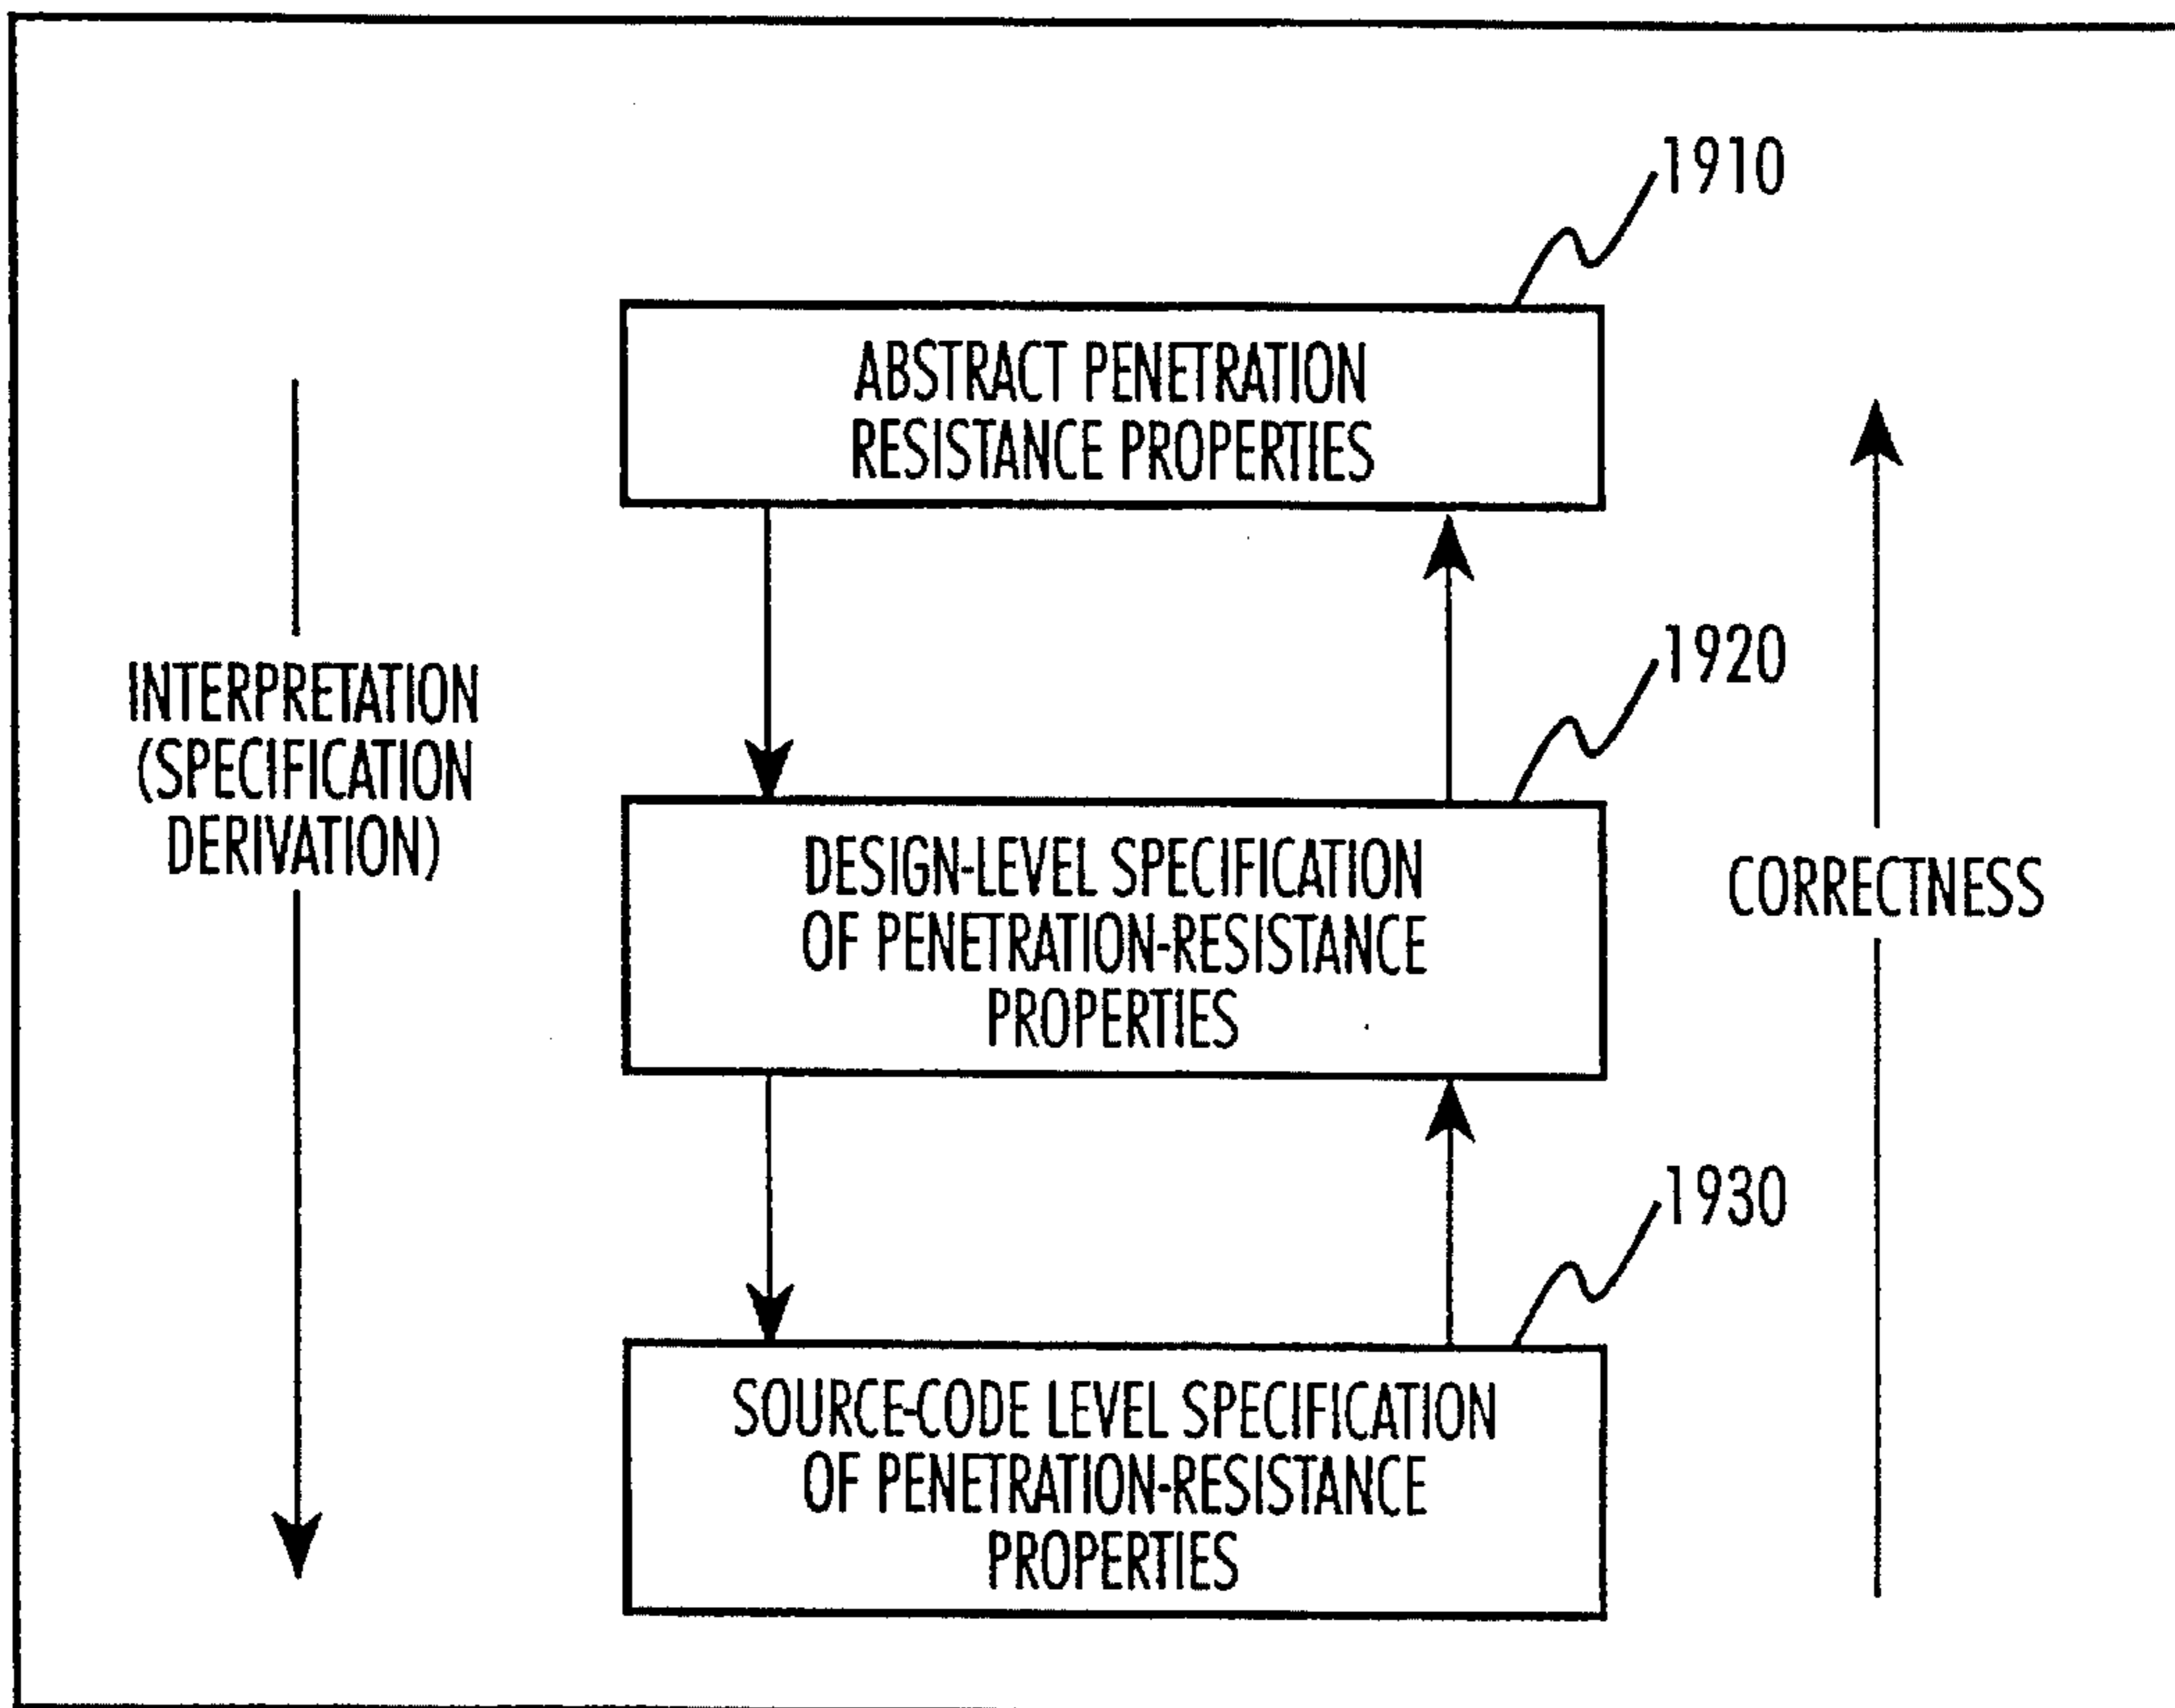 1910
ABSTRACT PENETRATION
RESISTANCE PROPERTIES
1920
INTERPRETATION
(SPECIFICATION
DERIVATION)
DESIGN-LEVEL SPECIFICATION
OF PENETRATION-RESISTANCE
PROPERTIES
CORRECTNESS
1930
SOURCE-CODE LEVEL SPECIFICATION
OF PENETRATION-RESISTANCE
PROPERTIES